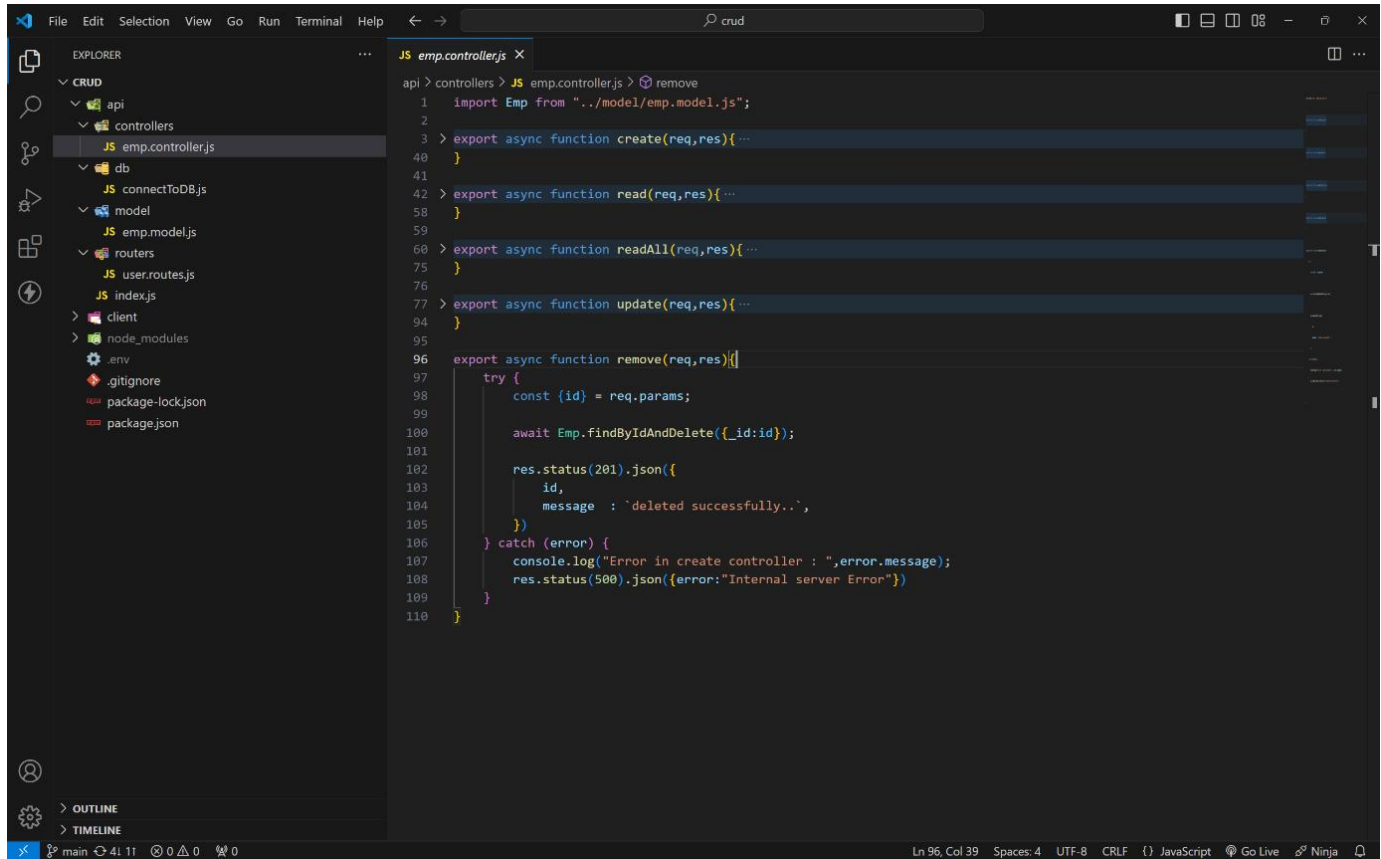 File Edit Selection View Go Run Terminal Help
crud
EXPLORER
CRUD
api
controllers
JS emp.controller.js
db
JS connectToDB.js
model
JS emp.model.js
routers
JS user.routes.js
JS index.js
client
node_modules
.env
.gitignore
package-lock.json
package.json
OUTLINE
TIMELINE
JS emp.controller.js
api > controllers > JS emp.controller.js > remove
1 import Emp from "../model/emp.model.js";
2
3 > export async function create(req,res){ ···
40 }
41
42 > export async function read(req,res){ ···
58 }
59
60 > export async function readAll(req,res){ ···
75 }
76
77 > export async function update(req,res){ ···
94 }
95
96 export async function remove(req,res){
97 try {
98 const {id} = req.params;
99
100 await Emp.findByIdAndDelete({_id:id});
101
102 res.status(201).json({
103 id,
104 message : `deleted successfully..`,
105 })
106 } catch (error) {
107 console.log("Error in create controller : ",error.message);
108 res.status(500).json({error:"Internal server Error"})
109 }
110 }
main 4↓ 1↑ 0 0 0
Ln 96, Col 39 Spaces: 4 UTF-8 CRLF {} JavaScript Go Live Ninja